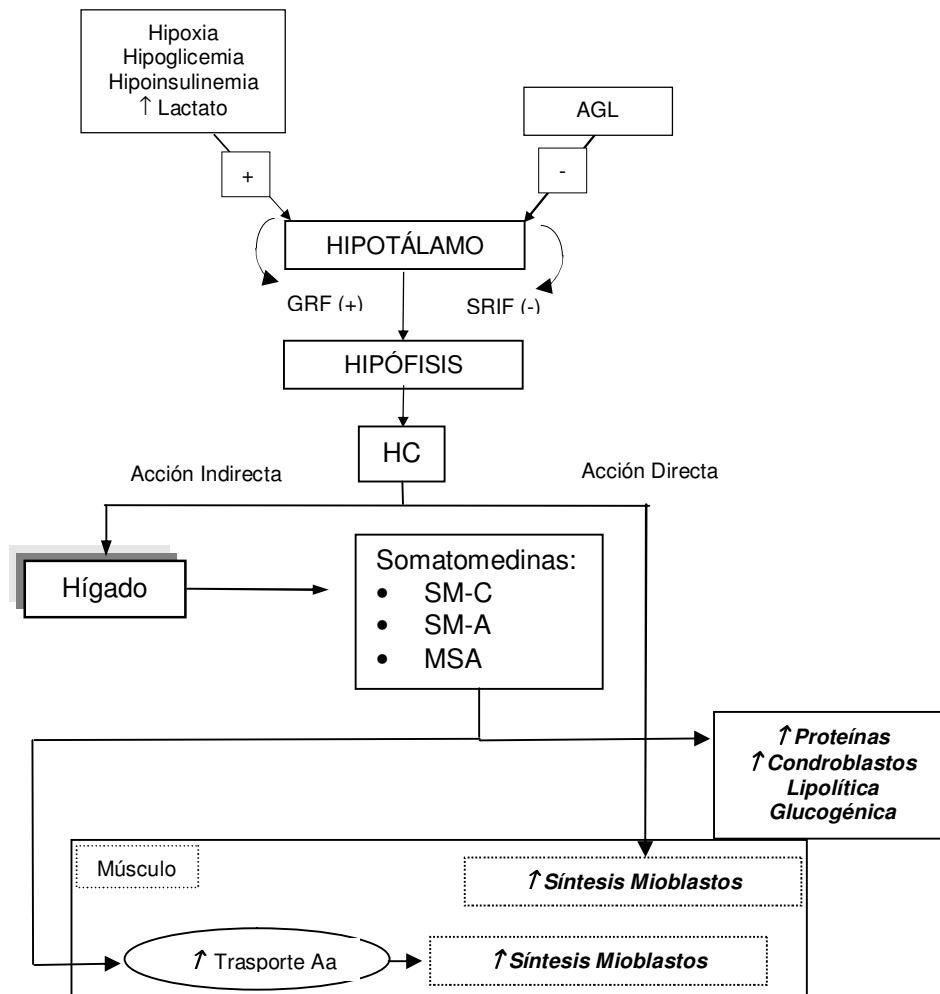 Hipoxia
Hipoglicemia
Hipoinsulinemia
↑ Lactato
AGL
+
-
HIPOTÁLAMO
GRF (+)
SRIF (-)
HIPÓFISIS
HC
Acción Indirecta
Acción Directa
Hígado
Somatomedinas:
• SM-C
• SM-A
• MSA
↑ Proteínas
↑ Condroblastos
Lipolítica
Glucogénica
Músculo
↑ Síntesis Mioblastos
↑ Trasporte Aa
↑ Síntesis Mioblastos